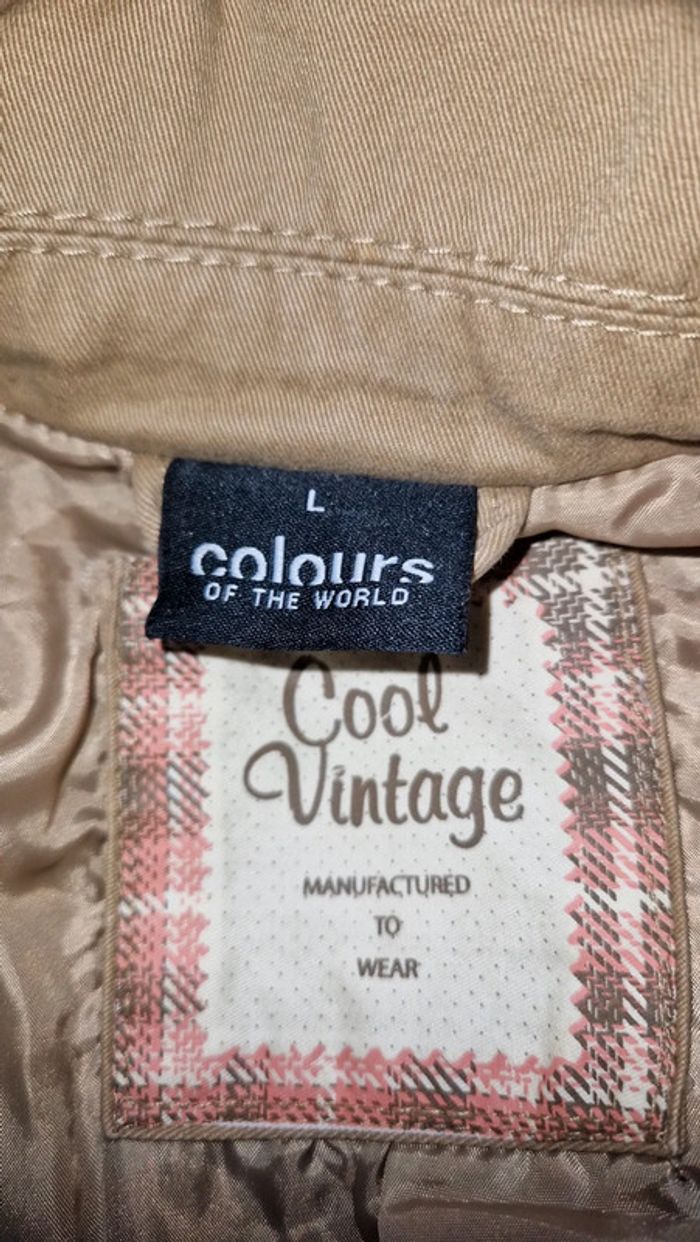 L
colours
OF THE WORLD
Cool
Vintage
MANUFACTURED
TO
WEAR